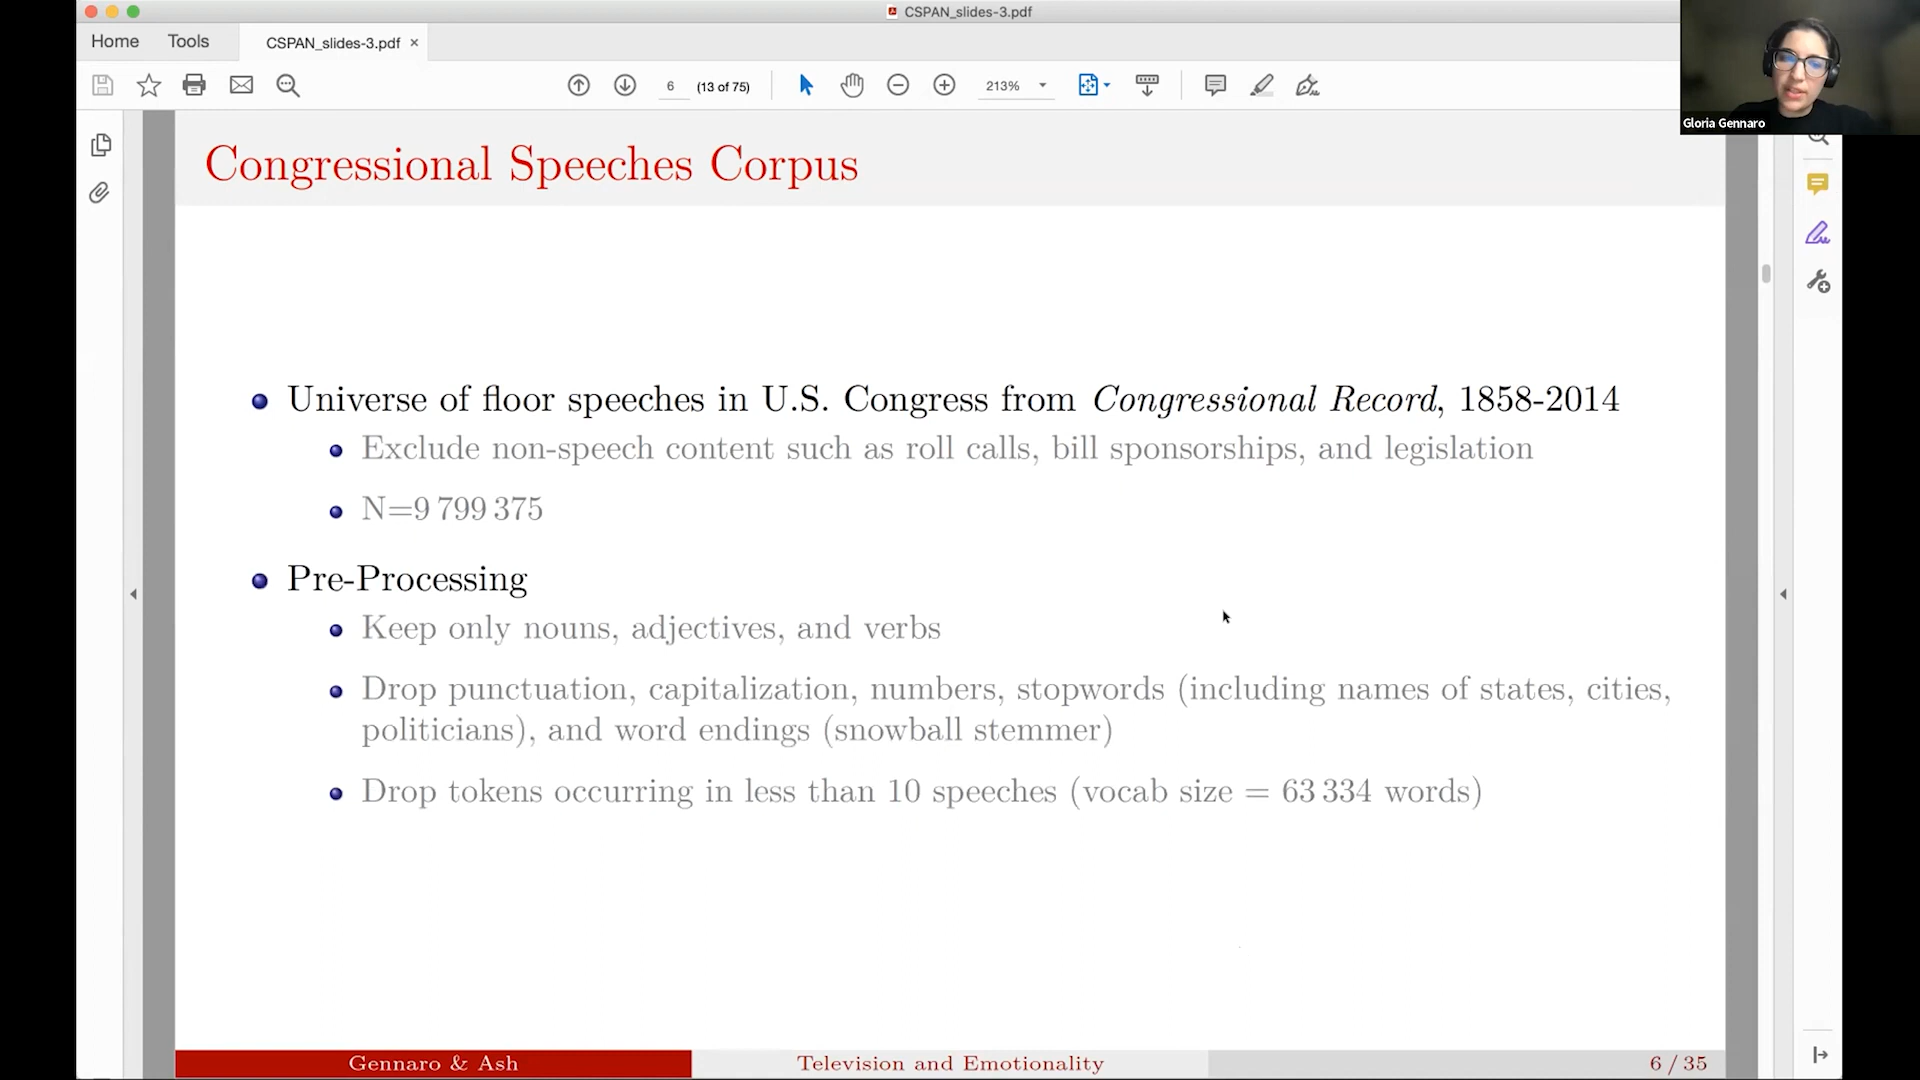 CSPAN_slides-3.pdf
Home Tools CSPAN_slides-3.pdf ×
6 (13 of 75) 213%
Gloria Gennaro
Congressional Speeches Corpus
Universe of floor speeches in U.S. Congress from Congressional Record, 1858-2014
Exclude non-speech content such as roll calls, bill sponsorships, and legislation
N=9 799 375
Pre-Processing
Keep only nouns, adjectives, and verbs
Drop punctuation, capitalization, numbers, stopwords (including names of states, cities,
politicians), and word endings (snowball stemmer)
Drop tokens occurring in less than 10 speeches (vocab size = 63 334 words)
Gennaro & Ash Television and Emotionality 6 / 35